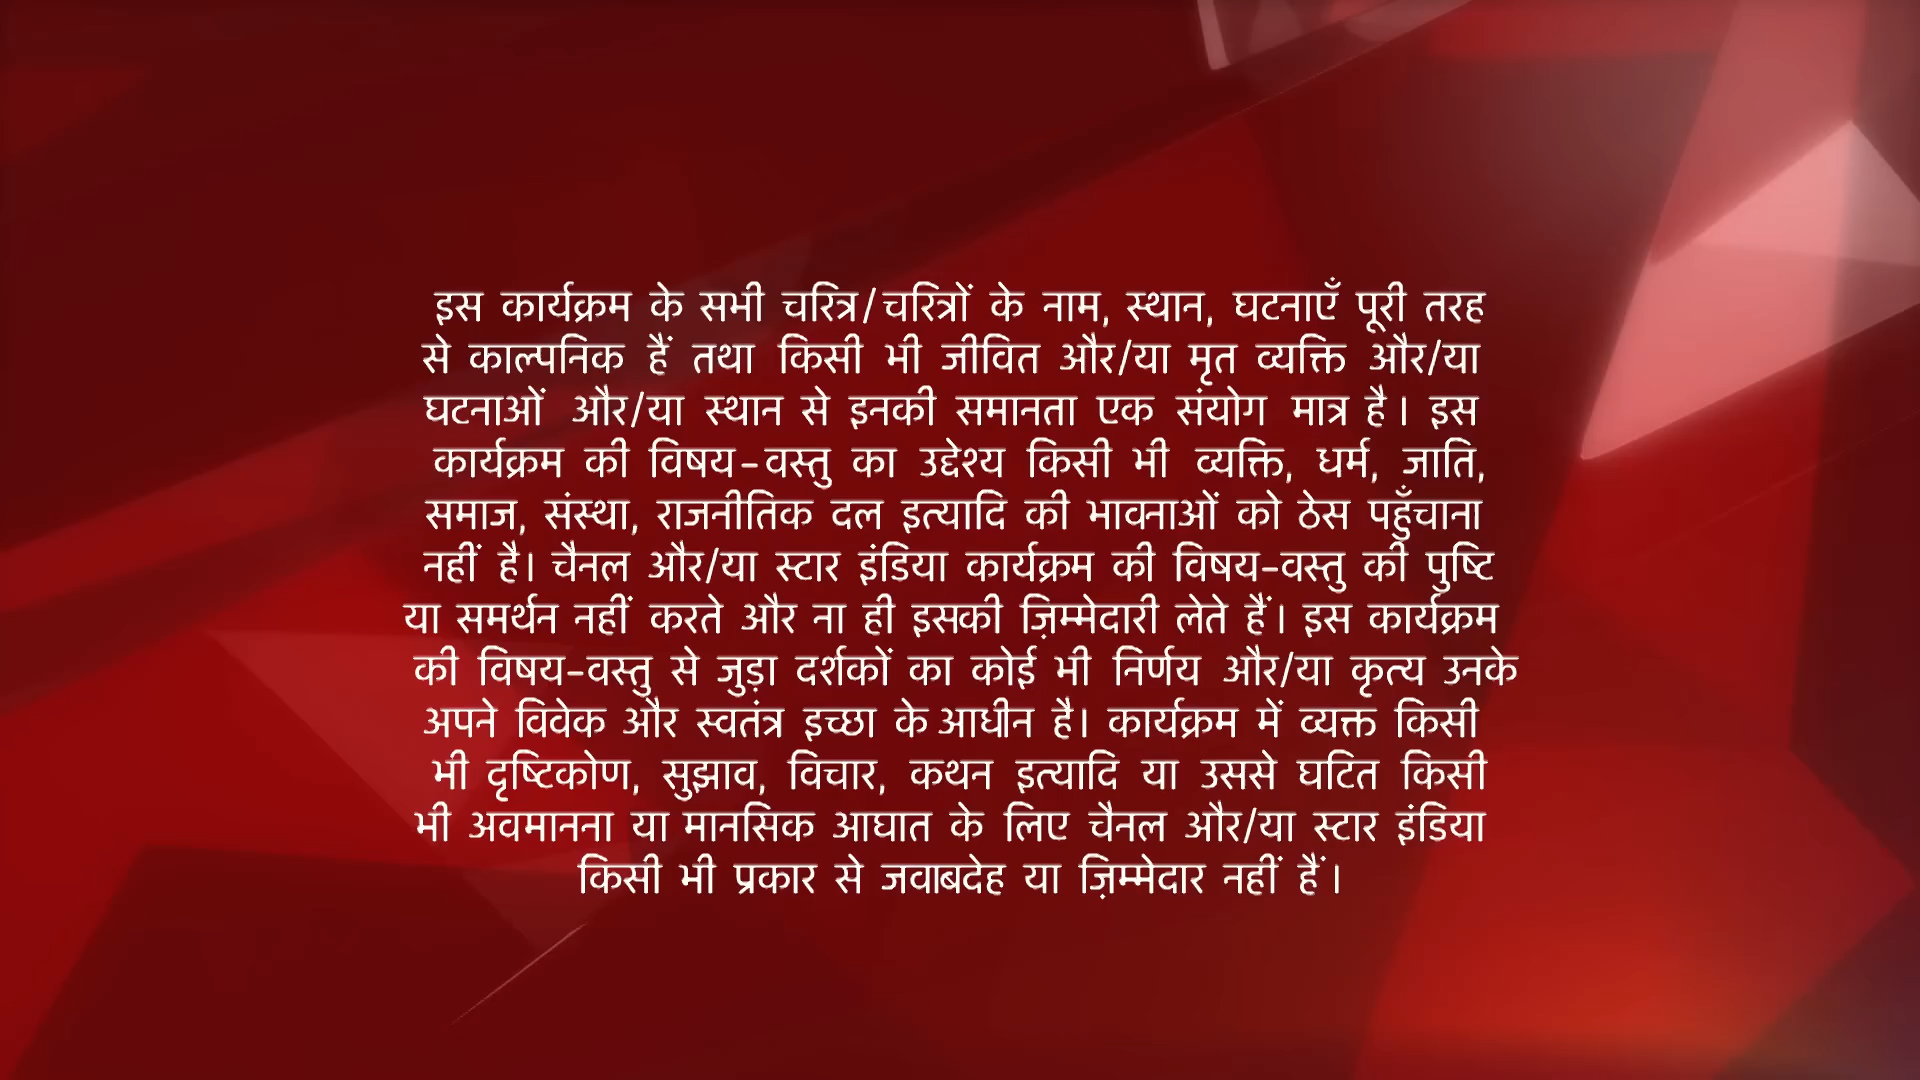 इस कार्यक्रम के सभी चरित्र/चरित्रों के नाम, स्थान, घटनाएँ पूरी तरह
से काल्पनिक हैं तथा किसी भी जीवित और/या मृत व्यक्ति और/या
घटनाओं और/या स्थान से इनकी समानता एक संयोग मात्र है। इस
कार्यक्रम की विषय-वस्तु का उद्देश्य किसी भी व्यक्ति, धर्म, जाति,
समाज, संस्था, राजनीतिक दल इत्यादि की भावनाओं को ठेस पहुँचाना
नहीं है। चैनल और/या स्टार इंडिया कार्यक्रम की विषय-वस्तु की पुष्टि
या समर्थन नहीं करते और ना ही इसकी ज़िम्मेदारी लेते हैं। इस कार्यक्रम
की विषय-वस्तु से जुड़ा दर्शकों का कोई भी निर्णय और/या कृत्य उनके
अपने विवेक और स्वतंत्र इच्छा के आधीन है। कार्यक्रम में व्यक्त किसी
भी दृष्टिकोण, सुझाव, विचार, कथन इत्यादि या उससे घटित किसी
भी अवमानना या मानसिक आघात के लिए चैनल और/या स्टार इंडिया
किसी भी प्रकार से जवाबदेह या ज़िम्मेदार नहीं हैं।